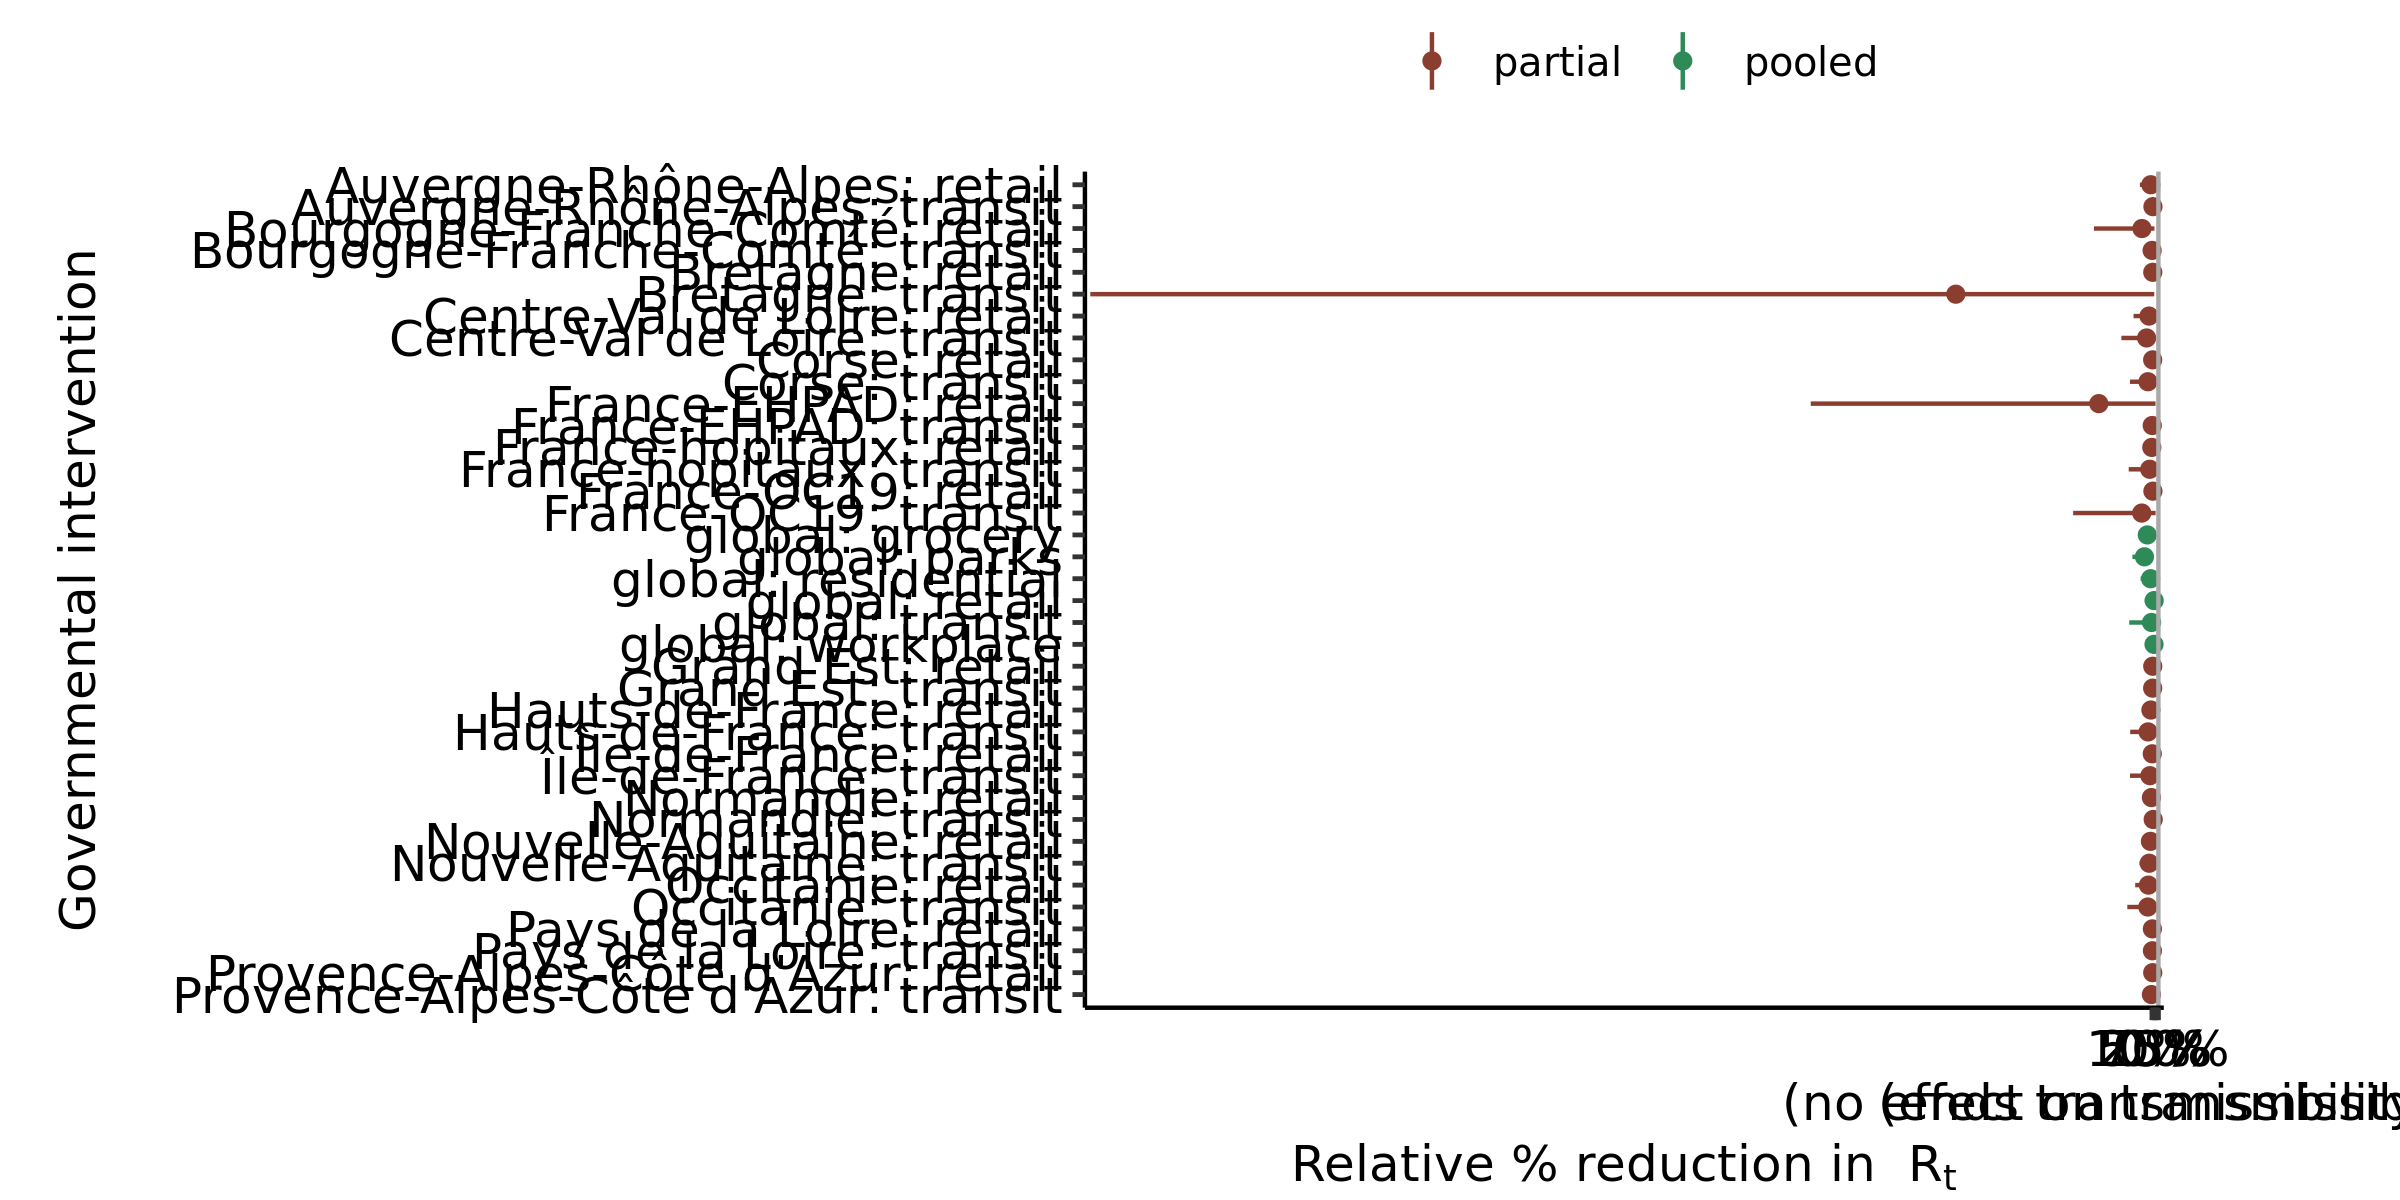 partial
pooled
Governmental intervention
Auvergne-Rhône-Alpes: retail
Auvergne-Rhône-Alpes: transit
Bourgogne-Franche-Comté: retail
Bourgogne-Franche-Comté: transit
Bretagne: retail
Bretagne: transit
Centre-Val de Loire: retail
Centre-Val de Loire: transit
Corse: retail
Corse: transit
France-EHPAD: retail
France-EHPAD: transit
France-hopitaux: retail
France-hopitaux: transit
France-OC19: retail
France-OC19: transit
global: grocery
global: parks
global: residential
global: retail
global: transit
global: workplace
Grand Est: retail
Grand Est: transit
Hauts-de-France: retail
Hauts-de-France: transit
Île-de-France: retail
Île-de-France: transit
Normandie: retail
Normandie: transit
Nouvelle-Aquitaine: retail
Nouvelle-Aquitaine: transit
Occitanie: retail
Occitanie: transit
Pays de la Loire: retail
Pays de la Loire: transit
Provence-Alpes-Côte d'Azur: retail
Provence-Alpes-Côte d'Azur: transit
(no effect on transmissibility
(ends transmissibility
Relative % reduction in Rt